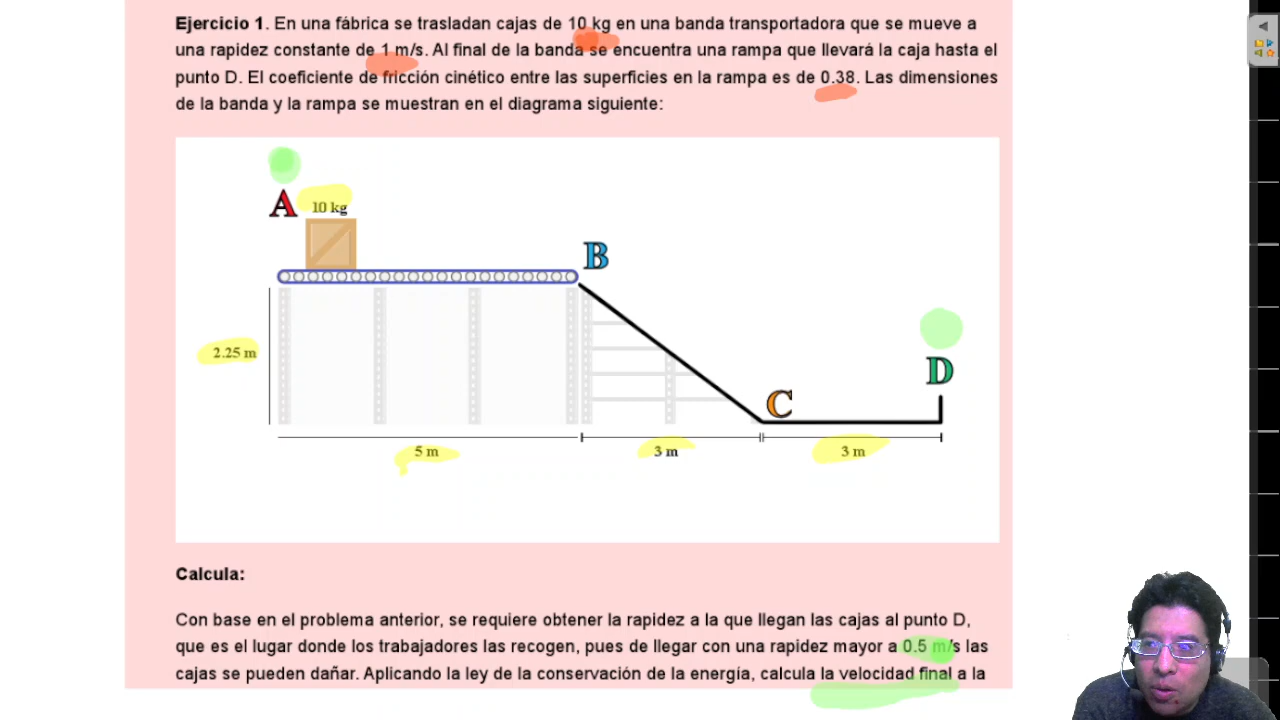 Ejercicio 1. En una fábrica se trasladan cajas de 10 kg en una banda transportadora que se mueve a
una rapidez constante de 1 m/s. Al final de la banda se encuentra una rampa que llevará la caja hasta el
punto D. El coeficiente de fricción cinético entre las superficies en la rampa es de 0.38. Las dimensiones
de la banda y la rampa se muestran en el diagrama siguiente:
A
10 kg
B
2.25 m
D
C
5 m
3 m
3 m
Calcula:
Con base en el problema anterior, se requiere obtener la rapidez a la que llegan las cajas al punto D,
que es el lugar donde los trabajadores las recogen, pues de llegar con una rapidez mayor a 0.5 m/s las
cajas se pueden dañar. Aplicando la ley de la conservación de la energía, calcula la velocidad final a la